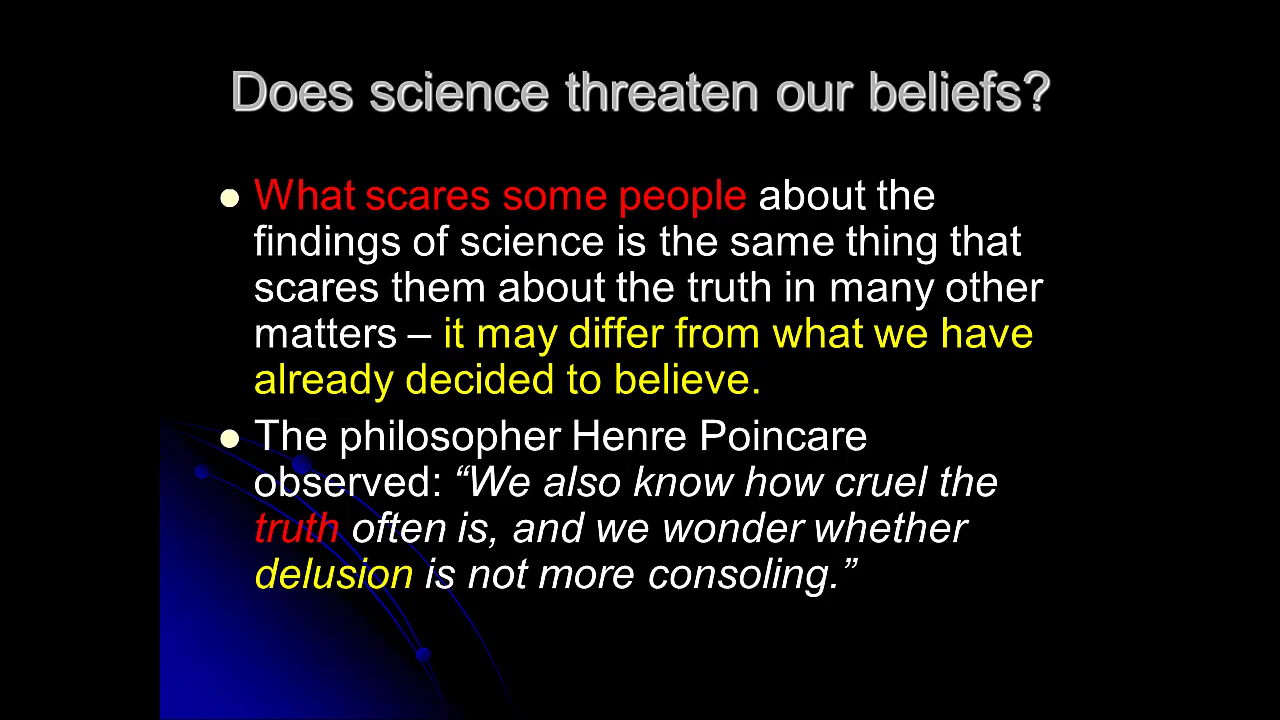 Does science threaten our beliefs?
What scares some people about the
findings of science is the same thing that
scares them about the truth in many other
matters – it may differ from what we have
already decided to believe.
The philosopher Henre Poincare
observed: “We also know how cruel the
truth often is, and we wonder whether
delusion is not more consoling.”